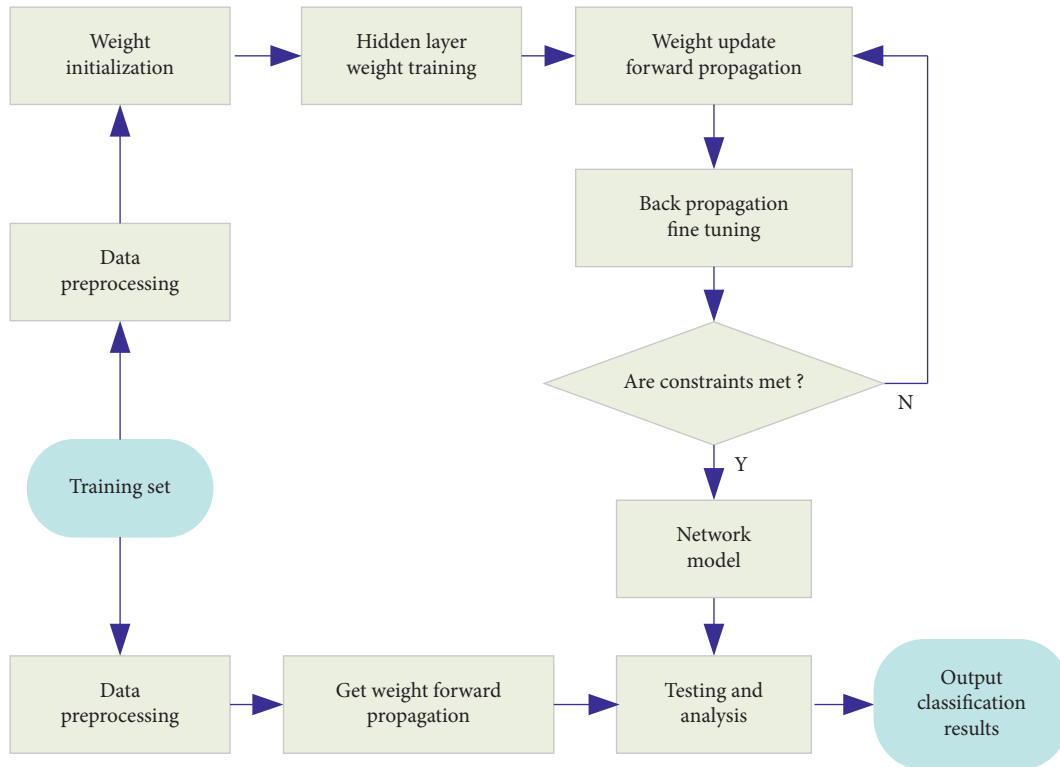 Weight
initialization
Hidden layer
weight training
Weight update
forward propagation
Back propagation
fine tuning
Data
preprocessing
Are constraints met ?
N
Y
Training set
Network
model
Data
preprocessing
Get weight forward
propagation
Testing and
analysis
Output
classification
results